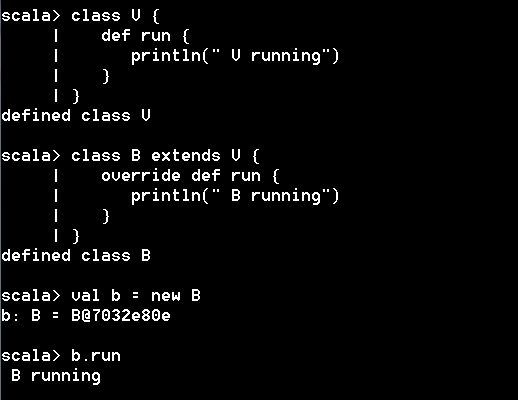 scala> class V {
     |    def run {
     |       println(" V running")
     |    }
     | }
defined class V
scala> class B extends V {
     |    override def run {
     |       println(" B running")
     |    }
     | }
defined class B
scala> val b = new B
b: B = B@7032e80e
scala> b.run
 B running